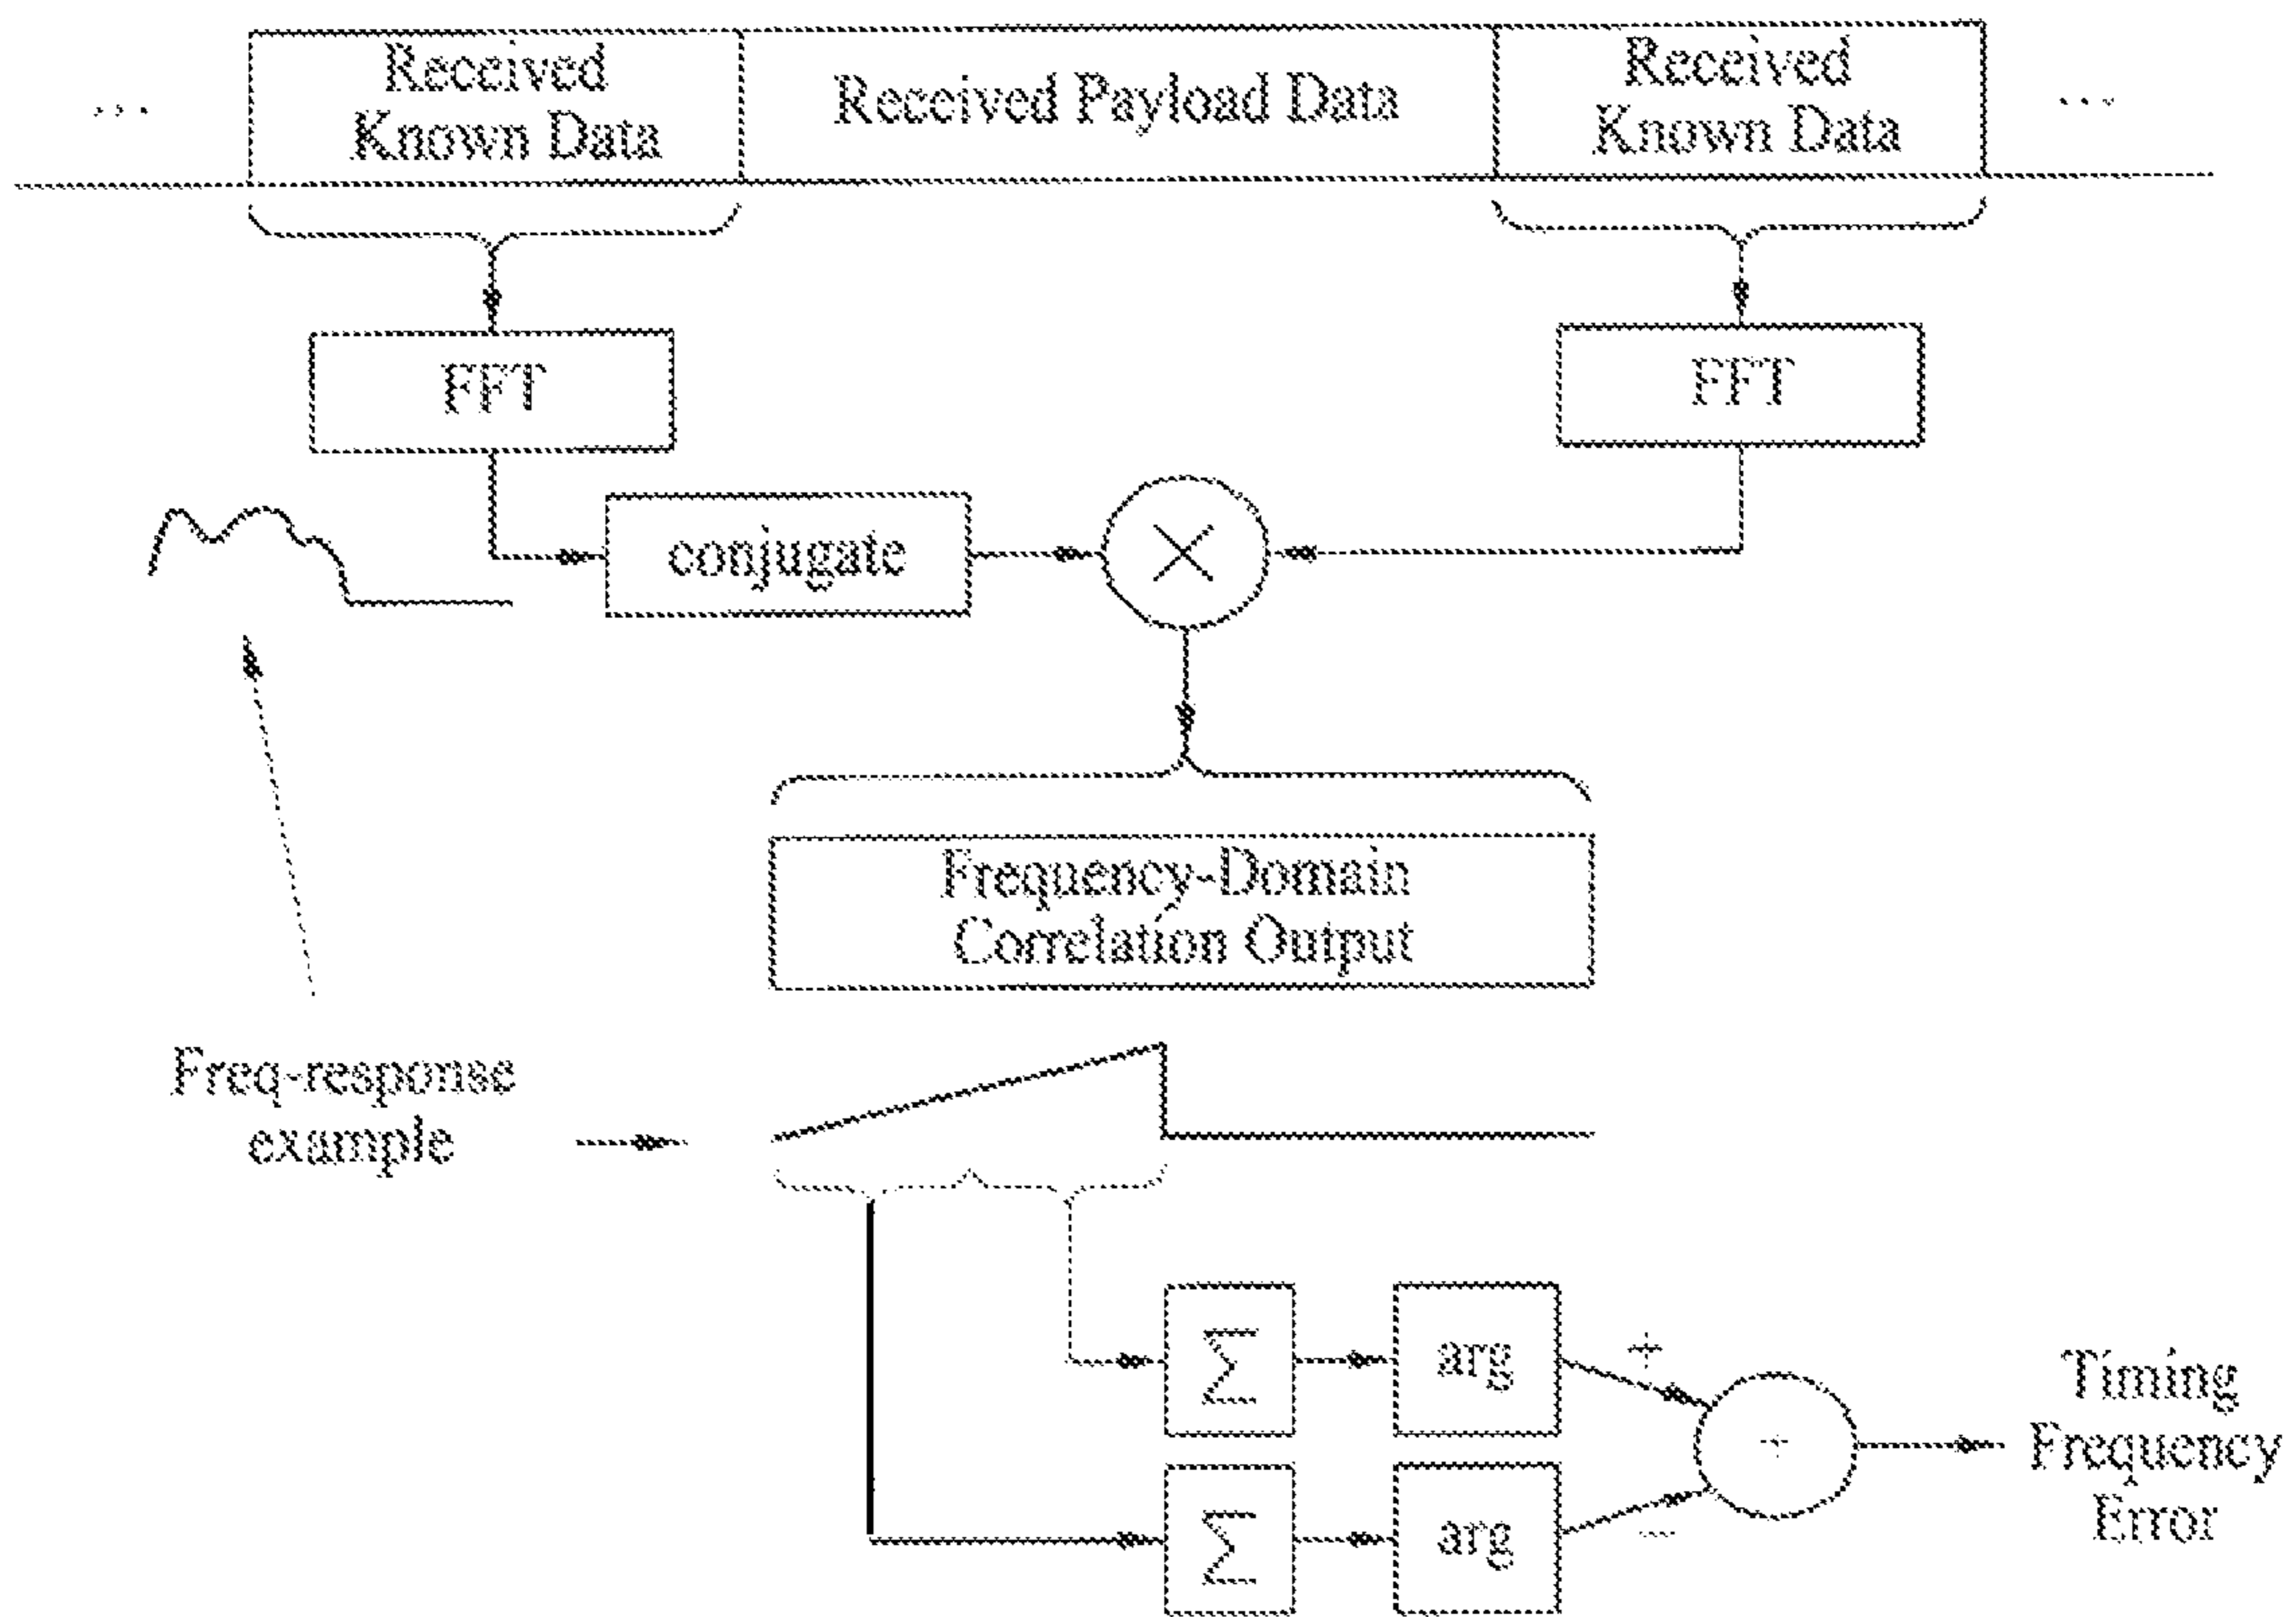 ...
Received
Known Data
Received Payload Data
Received
Known Data
...
FFT
FFT
conjugate
×
Frequency-Domain
Correlation Output
Freq-response
example
Σ
arg
+
Σ
arg
−
+
Timing
Frequency
Error